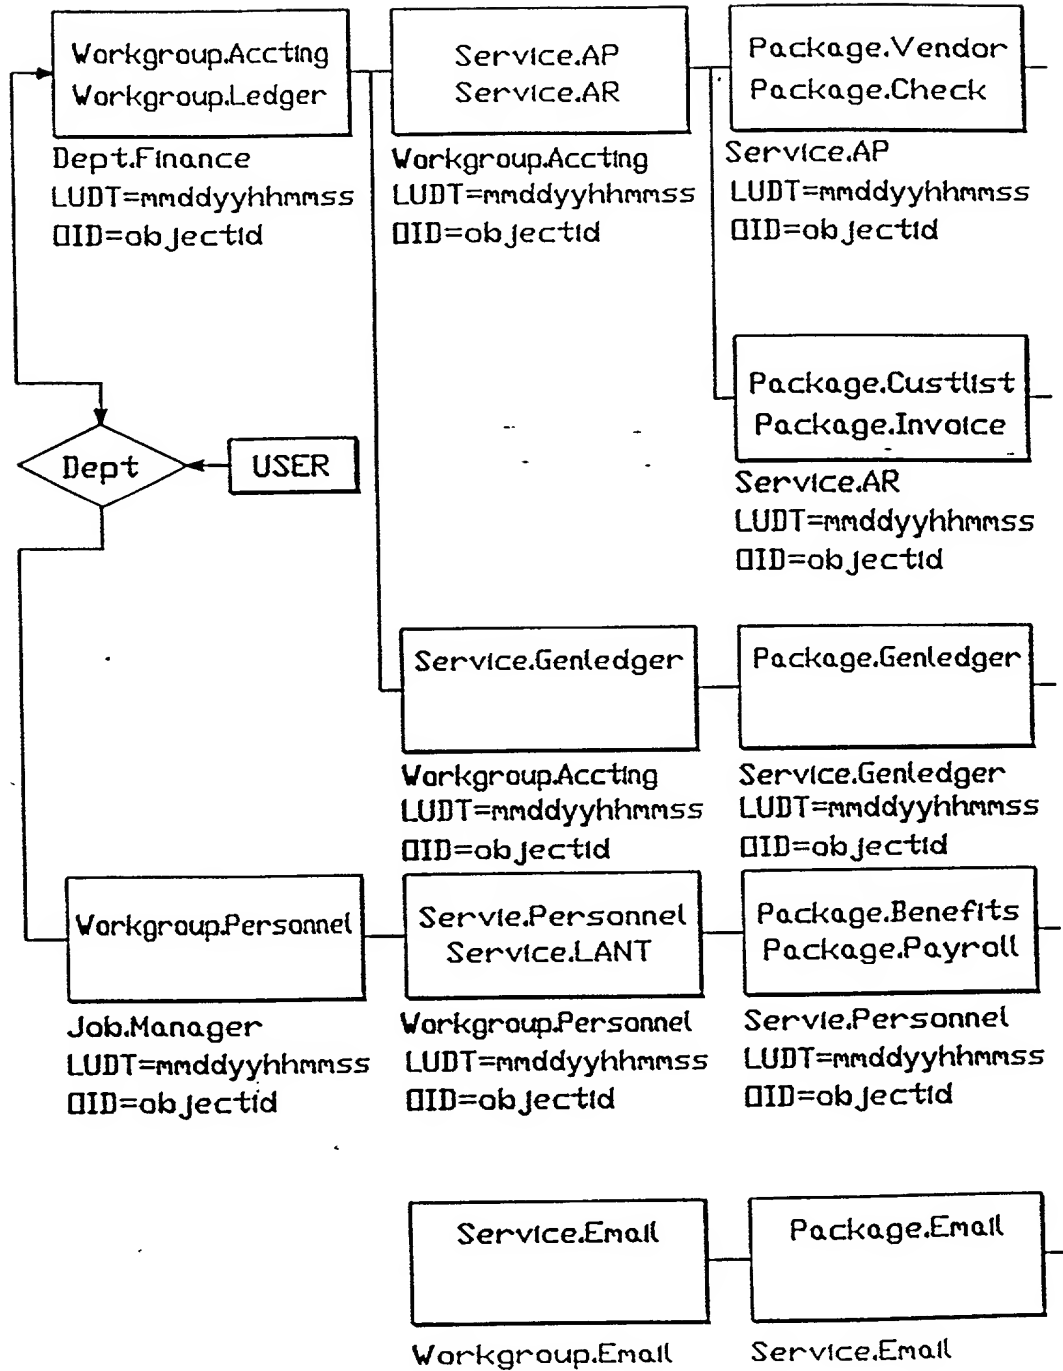 Workgroup.Accting
Workgroup.Ledger
Dept.Finance
LUDT=mmddyyhhmmss
OID=objectid
Service.AP
Service.AR
Workgroup.Accting
LUDT=mmddyyhhmmss
OID=objectid
Package.Vendor
Package.Check
Service.AP
LUDT=mmddyyhhmmss
OID=objectid
Package.Custlist
Package.Invoice
Service.AR
LUDT=mmddyyhhmmss
OID=objectid
Dept
USER
Service.Genledger
Workgroup.Accting
LUDT=mmddyyhhmmss
OID=objectid
Package.Genledger
Service.Genledger
LUDT=mmddyyhhmmss
OID=objectid
Workgroup.Personnel
Job.Manager
LUDT=mmddyyhhmmss
OID=objectid
Servie.Personnel
Service.LANT
Workgroup.Personnel
LUDT=mmddyyhhmmss
OID=objectid
Package.Benefits
Package.Payroll
Servie.Personnel
LUDT=mmddyyhhmmss
OID=objectid
Service.Email
Workgroup.Email
Package.Email
Service.Email